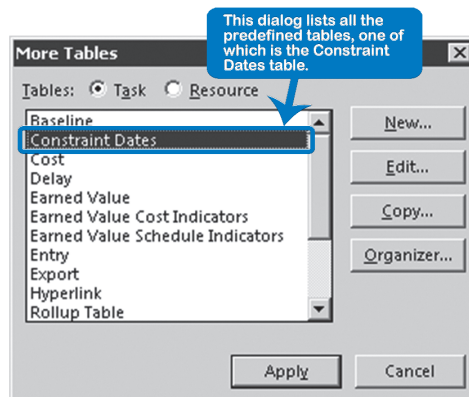 This dialog lists all the
predefined tables, one of
which is the Constraint
Dates table.
More Tables
Tables: Task Resource
Baseline
Constraint Dates
Cost
Delay
Earned Value
Earned Value Cost Indicators
Earned Value Schedule Indicators
Entry
Export
Hyperlink
Rollup Table
New...
Edit...
Copy...
Organizer...
Apply
Cancel